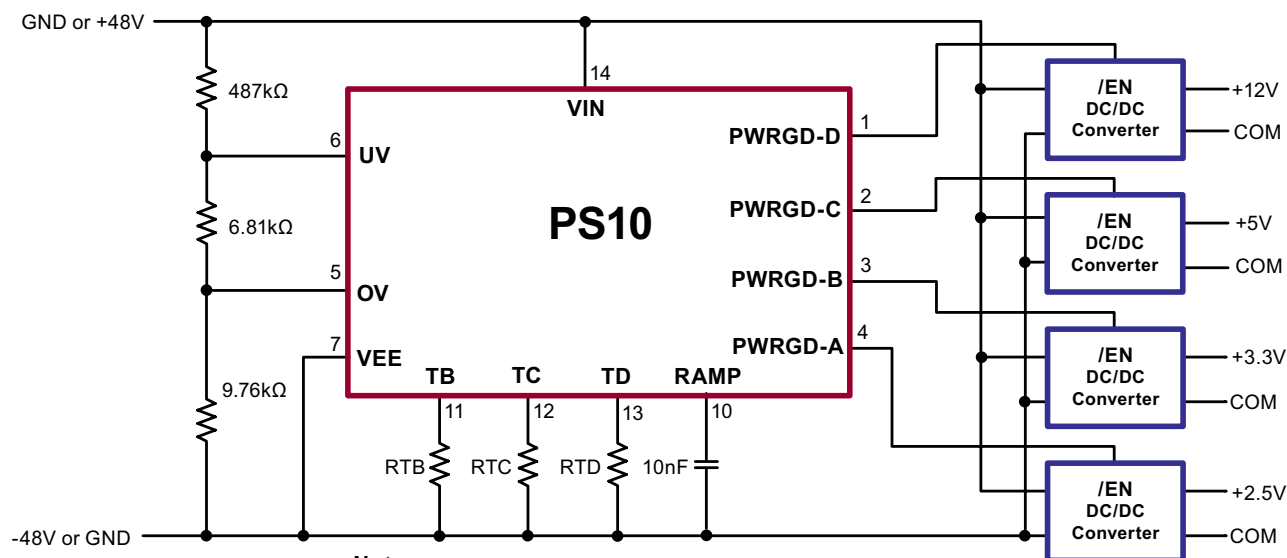 GND or +48V
487kΩ
6.81kΩ
9.76kΩ
-48V or GND
14
VIN
6
UV
5
OV
7
VEE
PS10
PWRGD-D
1
PWRGD-C
2
PWRGD-B
3
PWRGD-A
4
TB
TC
TD
RAMP
11
12
13
10
RTB
RTC
RTD
10nF
/EN
DC/DC
Converter
+12V
COM
/EN
DC/DC
Converter
+5V
COM
/EN
DC/DC
Converter
+3.3V
COM
/EN
DC/DC
Converter
+2.5V
COM